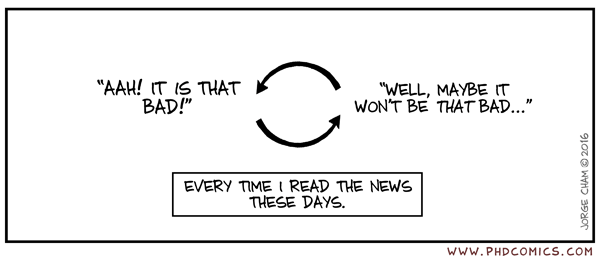 "AAH! IT IS THAT
BAD!"
"WELL, MAYBE IT
WON'T BE THAT BAD..."
EVERY TIME I READ THE NEWS
THESE DAYS.
JORGE CHAM © 2016
WWW.PHDCOMICS.COM